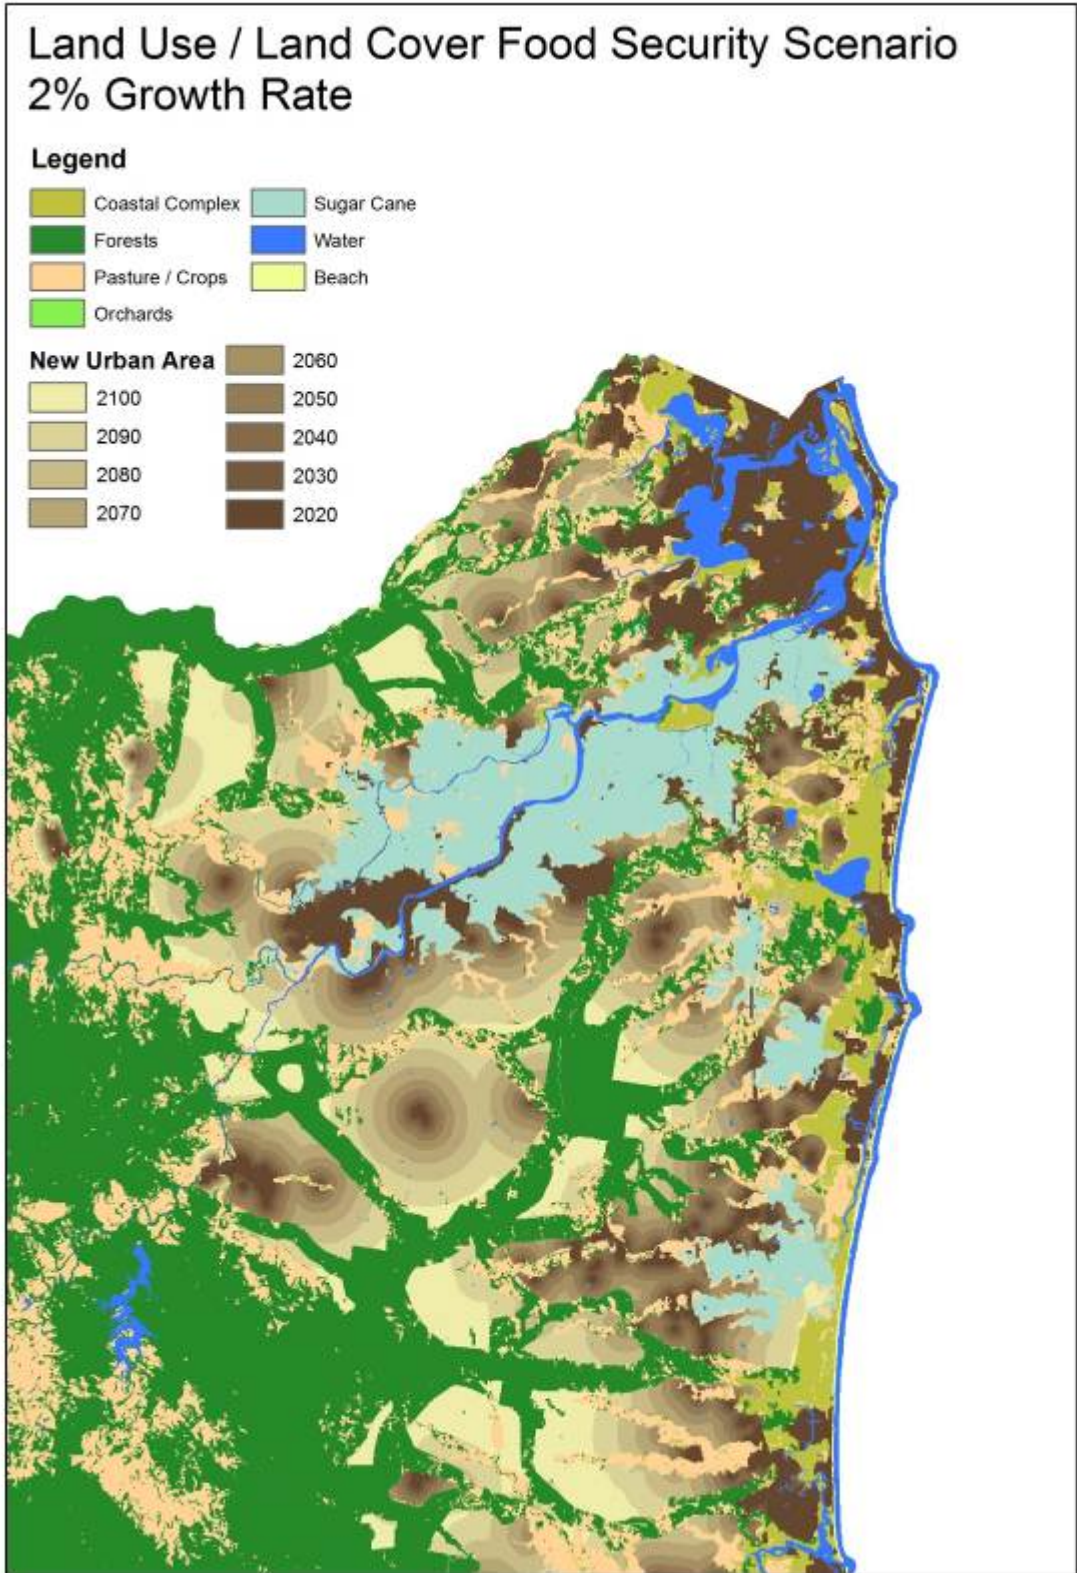 Land Use / Land Cover Food Security Scenario
2% Growth Rate
Legend
Coastal Complex
Forests
Pasture / Crops
Orchards
Sugar Cane
Water
Beach
New Urban Area
2100
2090
2080
2070
2060
2050
2040
2030
2020